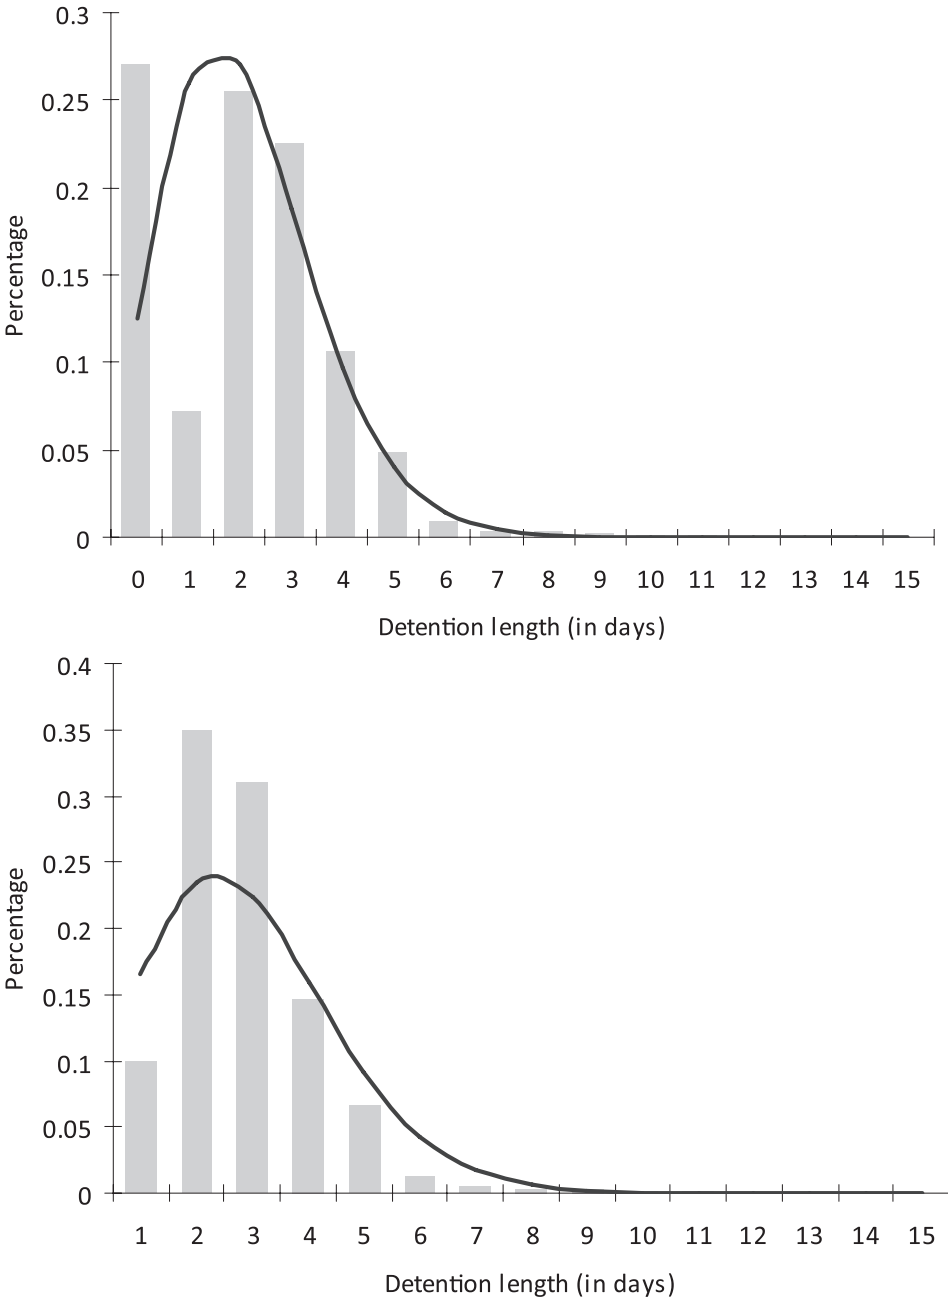 0.3
0.25
0.2
0.15
0.1
0.05
0
Percentage
0 1 2 3 4 5 6 7 8 9 10 11 12 13 14 15
Detention length (in days)
0.4
0.35
0.3
0.25
0.2
0.15
0.1
0.05
0
Percentage
1 2 3 4 5 6 7 8 9 10 11 12 13 14 15
Detention length (in days)